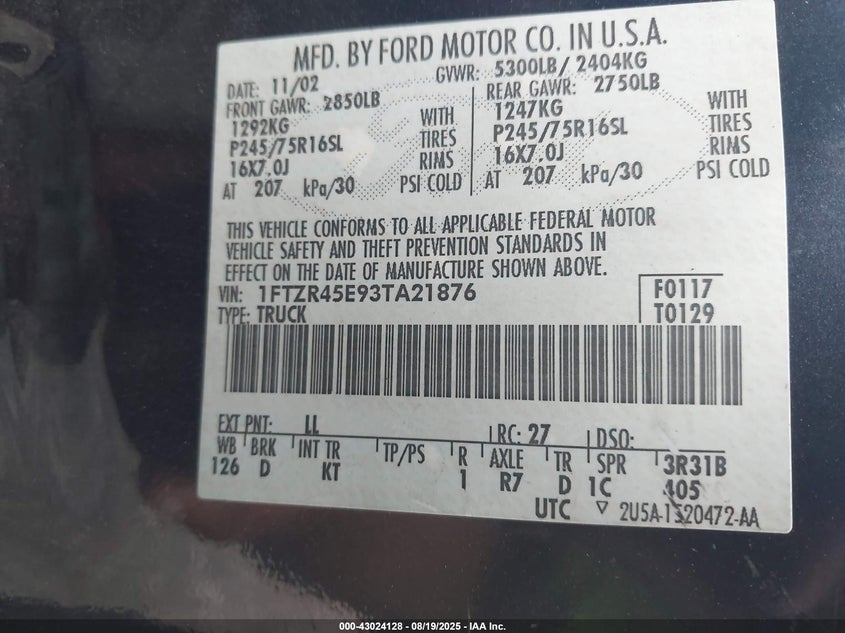 MFD. BY FORD MOTOR CO. IN U.S.A.
DATE: 11/02 GVWR: 5300LB/ 2404KG
FRONT GAWR: 2850LB REAR GAWR: 2750LB
1292KG WITH 1247KG WITH
P245/75R16SL TIRES P245/75R16SL TIRES
16X7.0J RIMS 16X7.0J RIMS
AT 207 kPa/30 PSI COLD AT 207 kPa/30 PSI COLD
THIS VEHICLE CONFORMS TO ALL APPLICABLE FEDERAL MOTOR
VEHICLE SAFETY AND THEFT PREVENTION STANDARDS IN
EFFECT ON THE DATE OF MANUFACTURE SHOWN ABOVE.
VIN: 1FTZR45E93TA21876 F0117
TYPE: TRUCK T0129
EXT PNT: LL RC: 27 DSO:
WB BRK INT TR TP/PS R AXLE TR SPR 3R31B
126 D KT 1 R7 D 1C 405
UTC ▽ 2U5A-1520472-AA
000-43024128 - 08/19/2025 - IAA Inc.